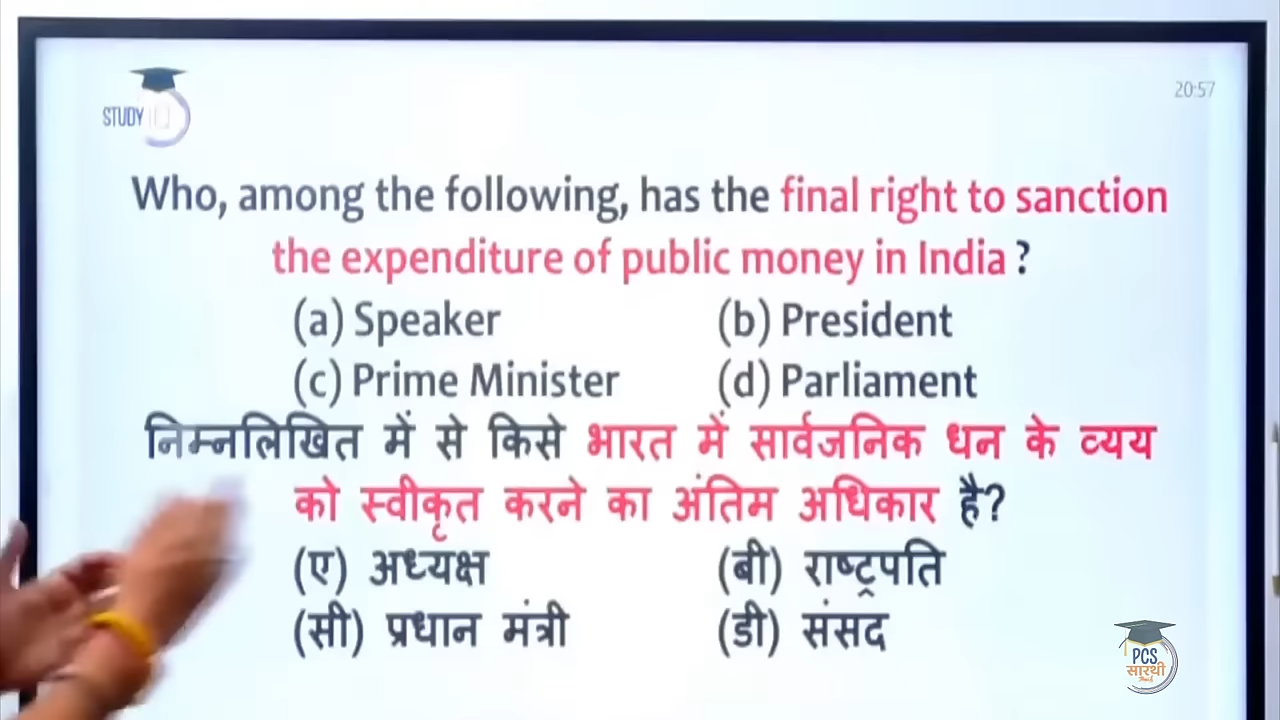 STUDY
20:57
Who, among the following, has the final right to sanction
the expenditure of public money in India ?
(a) Speaker (b) President
(c) Prime Minister (d) Parliament
निम्नलिखित में से किसे भारत में सार्वजनिक धन के व्यय
को स्वीकृत करने का अंतिम अधिकार है?
(ए) अध्यक्ष (बी) राष्ट्रपति
(सी) प्रधान मंत्री (डी) संसद
PCS
सारथी